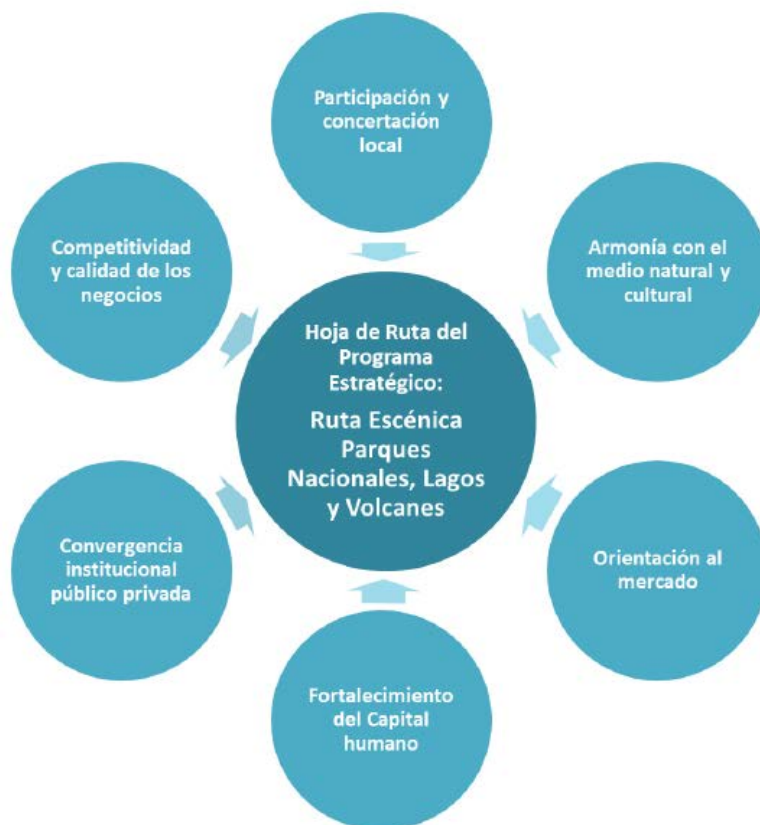 Participación y
concertación
local
Competitividad
y calidad de los
negocios
Armonía con el
medio natural y
cultural
Hoja de Ruta del
Programa
Estratégico:
Ruta Escénica
Parques
Nacionales, Lagos
y Volcanes
Convergencia
institucional
público privada
Orientación al
mercado
Fortalecimiento
del Capital
humano